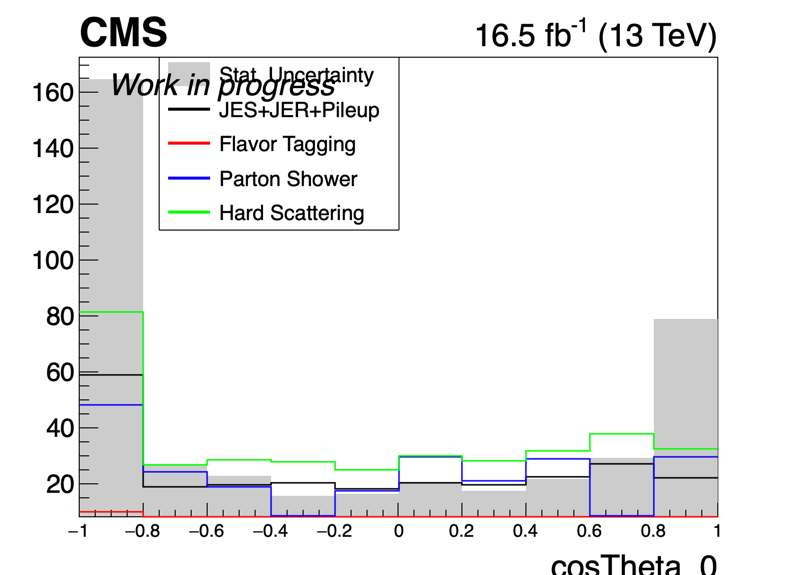 CMS 16.5 fb⁻¹ (13 TeV)
Work in progress
Stat. Uncertainty
JES+JER+Pileup
Flavor Tagging
Parton Shower
Hard Scattering
160
140
120
100
80
60
40
20
−1 −0.8 −0.6 −0.4 −0.2 0 0.2 0.4 0.6 0.8 1
cosTheta_0